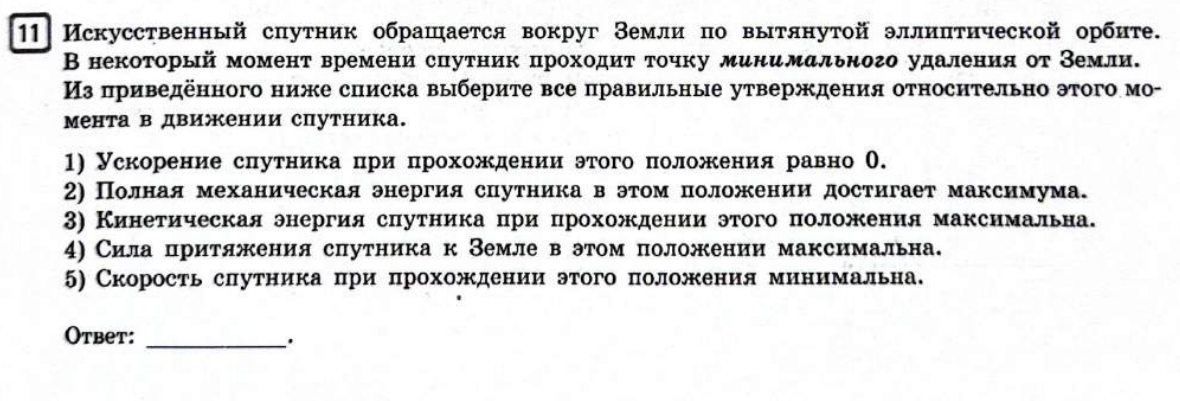 11 Искусственный спутник обращается вокруг Земли по вытянутой эллиптической орбите.
В некоторый момент времени спутник проходит точку минимального удаления от Земли.
Из приведённого ниже списка выберите все правильные утверждения относительно этого мо-
мента в движении спутника.
1) Ускорение спутника при прохождении этого положения равно 0.
2) Полная механическая энергия спутника в этом положении достигает максимума.
3) Кинетическая энергия спутника при прохождении этого положения максимальна.
4) Сила притяжения спутника к Земле в этом положении максимальна.
5) Скорость спутника при прохождении этого положения минимальна.
Ответ: ____________.